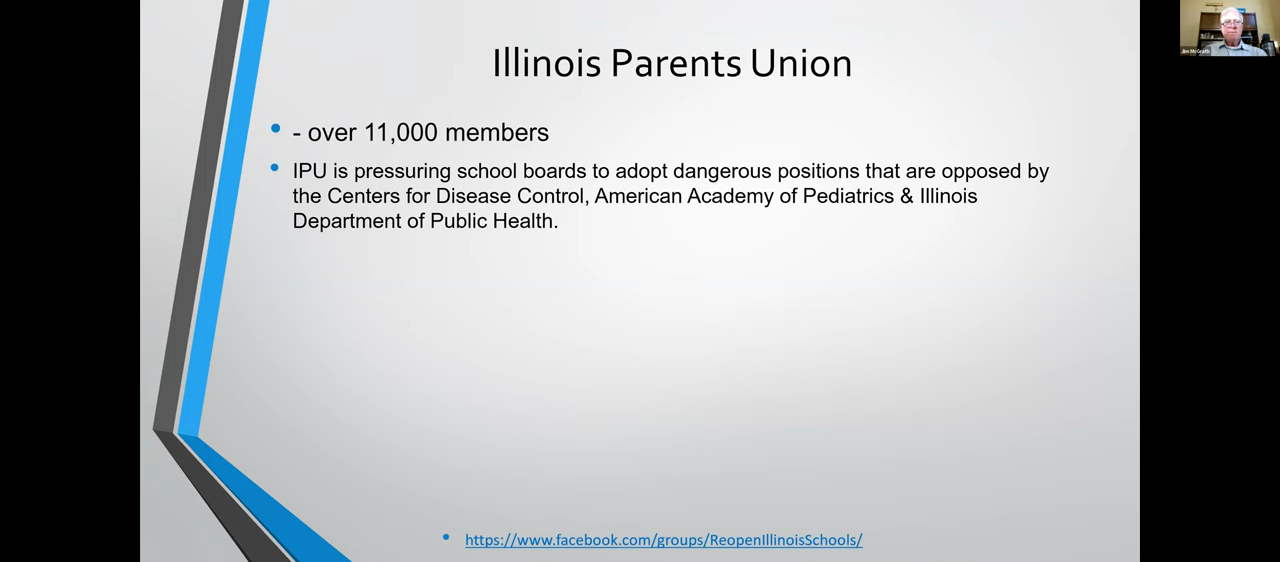 Illinois Parents Union
- over 11,000 members
IPU is pressuring school boards to adopt dangerous positions that are opposed by
the Centers for Disease Control, American Academy of Pediatrics & Illinois
Department of Public Health.
https://www.facebook.com/groups/ReopenIllinoisSchools/
Jim McGrath